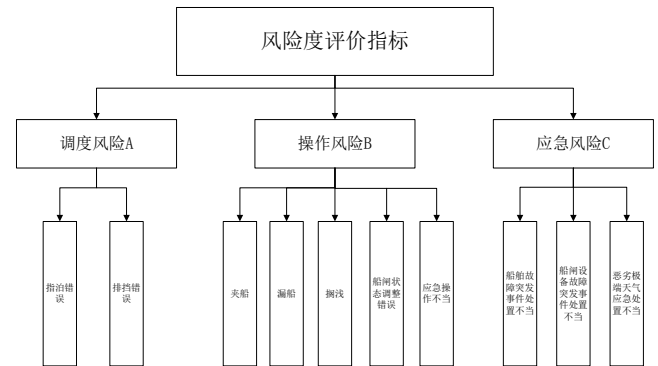 风险度评价指标
调度风险A
操作风险B
应急风险C
指泊错
误
排挡错
误
夹船
漏船
搁浅
船闸状
态调整
错误
应急操
作不当
船舶故
障突发
事件处
置不当
船闸设
备故障
突发事
件处置
不当
恶劣极
端天气
应急处
置不当